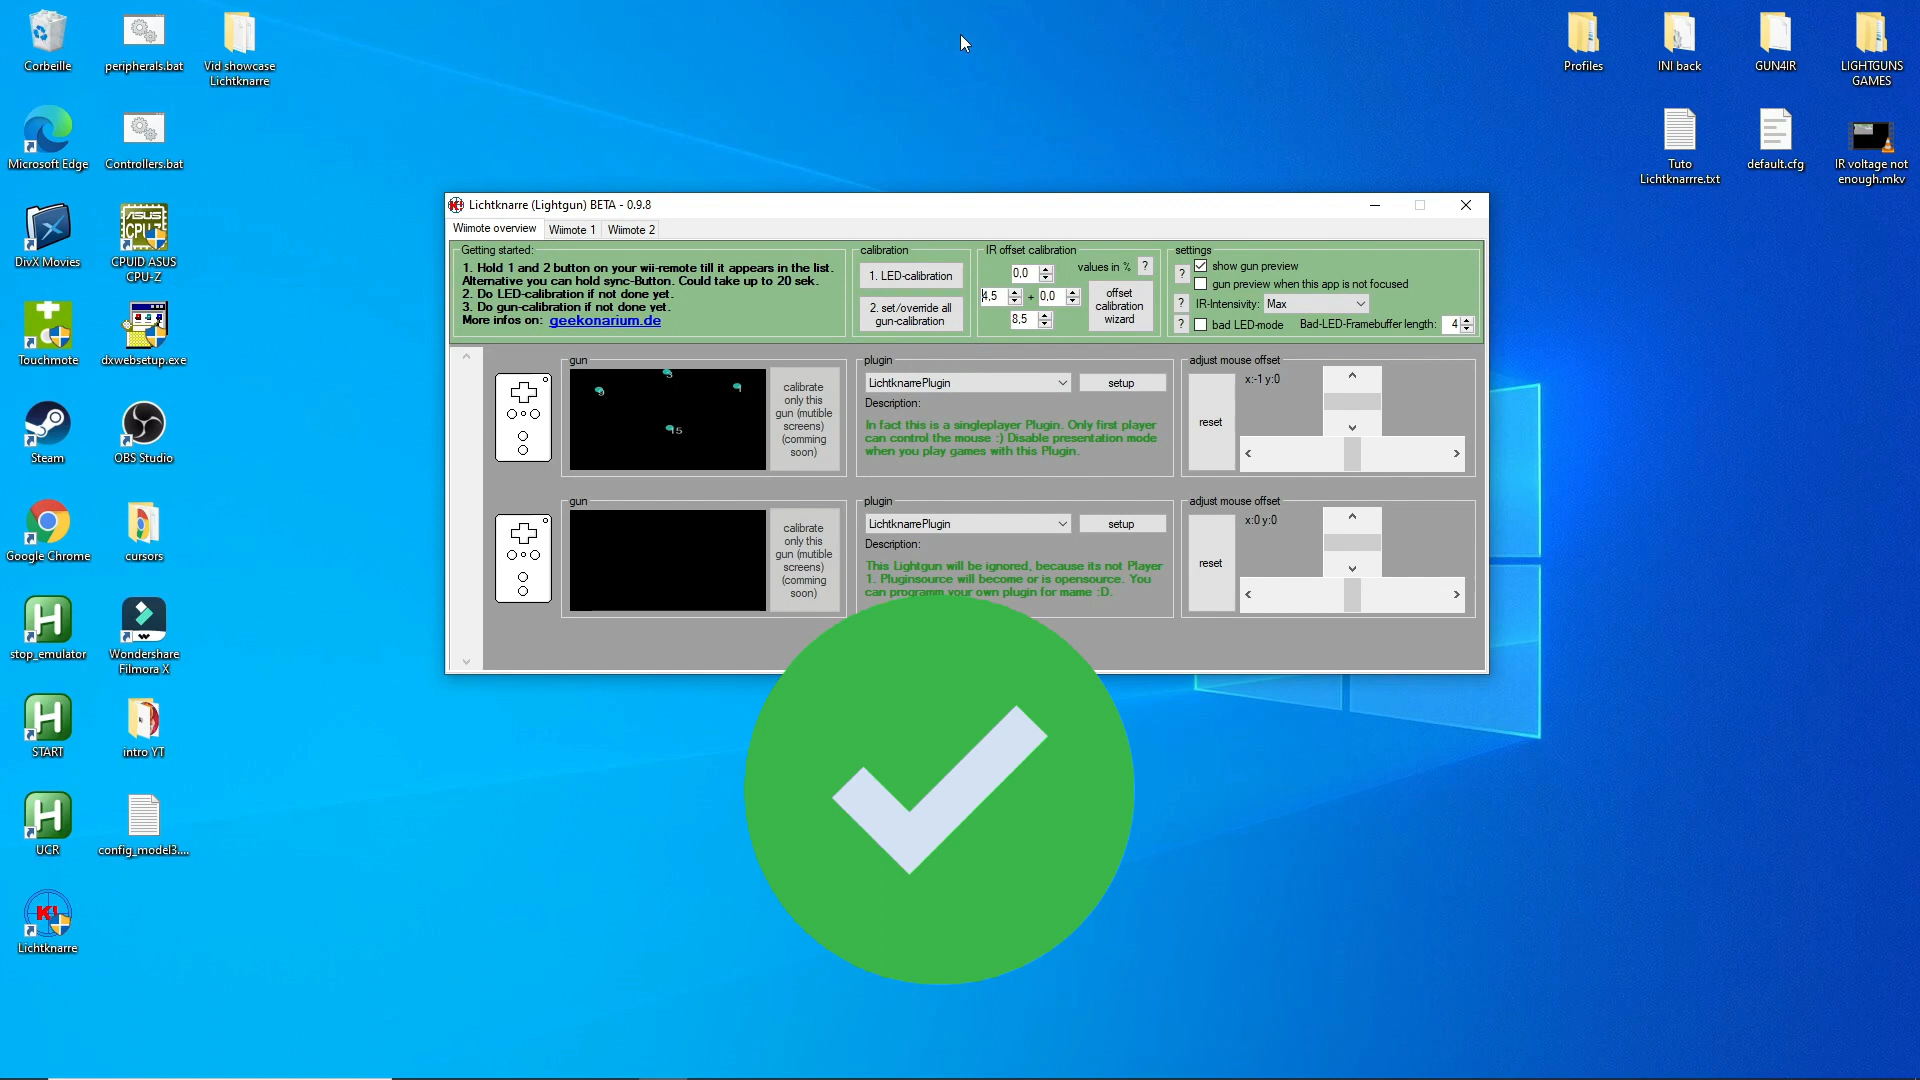 Corbeille
peripherals.bat
Vid showcase
Lichtknarre
Profiles
INI back
GUN4IR
LIGHTGUNS
GAMES
Microsoft Edge
Controllers.bat
Tuto
Lichtknarrre.txt
default.cfg
IR voltage not
enough.mkv
DivX Movies
CPUID ASUS
CPU-Z
Touchmote
dxwebsetup.exe
Steam
OBS Studio
Google Chrome
cursors
stop_emulator
Wondershare
Filmora X
START
intro YT
UCR
config_model3....
Lichtknarre
Lichtknarre (Lightgun) BETA - 0.9.8
Wiimote overview
Wiimote 1
Wiimote 2
Getting started:
1. Hold 1 and 2 button on your wii-remote till it appears in the list.
Alternative you can hold sync-Button. Could take up to 20 sek.
2. Do LED-calibration if not done yet.
3. Do gun-calibration if not done yet.
More infos on: geekonarium.de
calibration
1. LED-calibration
2. set/override all
gun-calibration
IR offset calibration
0,0
values in %
?
4,5
+
0,0
8,5
offset
calibration
wizard
settings
?
show gun preview
gun preview when this app is not focused
?
IR-Intensivity:
Max
?
bad LED-mode
Bad-LED-Framebuffer length:
4
gun
calibrate
only this
gun (mutible
screens)
(comming
soon)
plugin
LichtknarrePlugin
setup
Description:
In fact this is a singleplayer Plugin. Only first player
can control the mouse :) Disable presentation mode
when you play games with this Plugin.
adjust mouse offset
x:-1 y:0
reset
gun
calibrate
only this
gun (mutible
screens)
(comming
soon)
plugin
LichtknarrePlugin
setup
Description:
This Lightgun will be ignored, because its not Player
1. Pluginsource will become or is opensource. You
can programm your own plugin for mame :D.
adjust mouse offset
x:0 y:0
reset